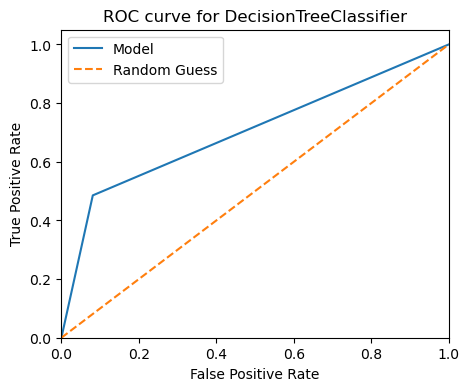 ROC curve for DecisionTreeClassifier
Model
Random Guess
True Positive Rate
1.0
0.8
0.6
0.4
0.2
0.0
0.0 0.2 0.4 0.6 0.8 1.0
False Positive Rate